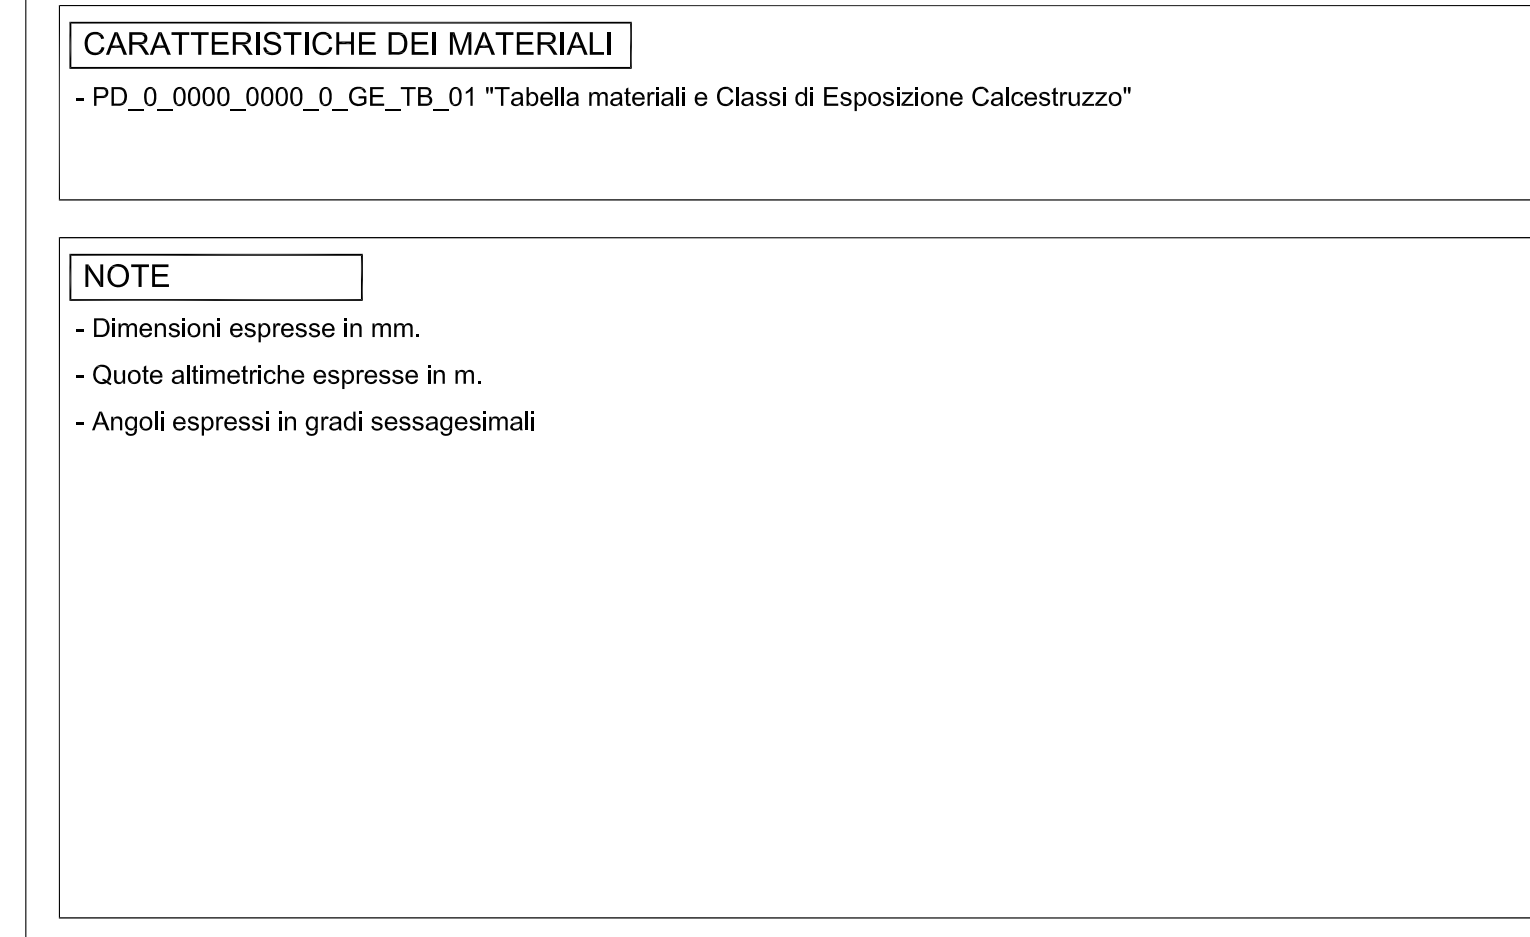 CARATTERISTICHE DEI MATERIALI
- PD_0_0000_0000_0_GE_TB_01 "Tabella materiali e Classi di Esposizione Calcestruzzo"
NOTE
- Dimensioni espresse in mm.
- Quote altimetriche espresse in m.
- Angoli espressi in gradi sessagesimali